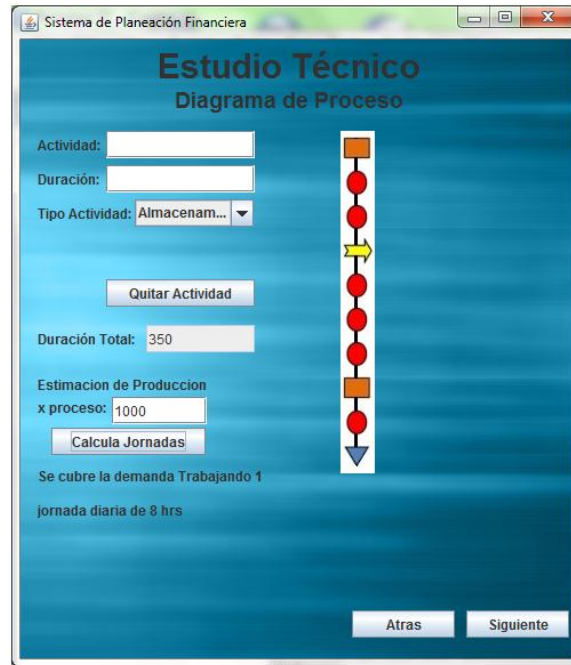 Sistema de Planeación Financiera
Estudio Técnico
Diagrama de Proceso
Actividad:
Duración:
Tipo Actividad: Almacenam...
Quitar Actividad
Duración Total: 350
Estimacion de Produccion
x proceso: 1000
Calcula Jornadas
Se cubre la demanda Trabajando 1
jornada diaria de 8 hrs
Atras Siguiente